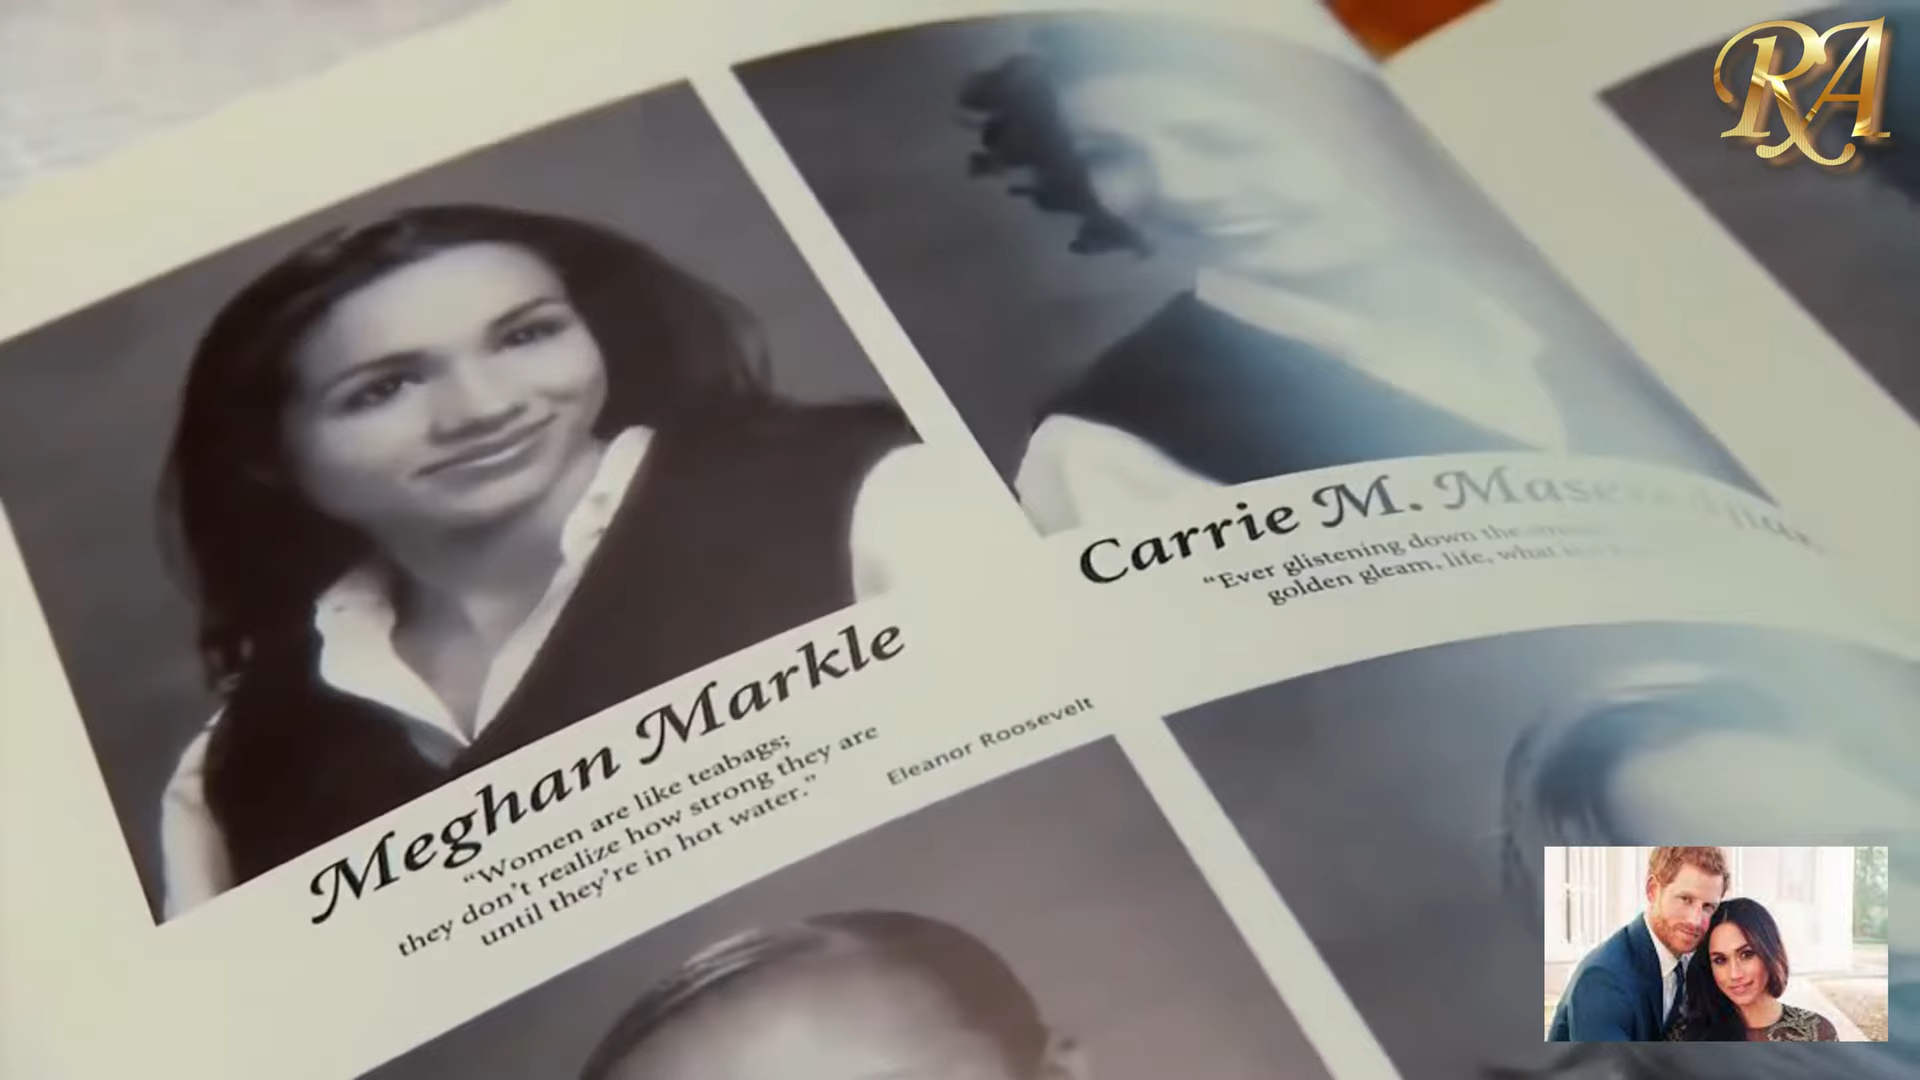 RA
Meghan Markle
"Women are like teabags;
they don't realize how strong they are
until they're in hot water."
Eleanor Roosevelt
Carrie M.
"Ever glistening down the
golden gleam, life, what